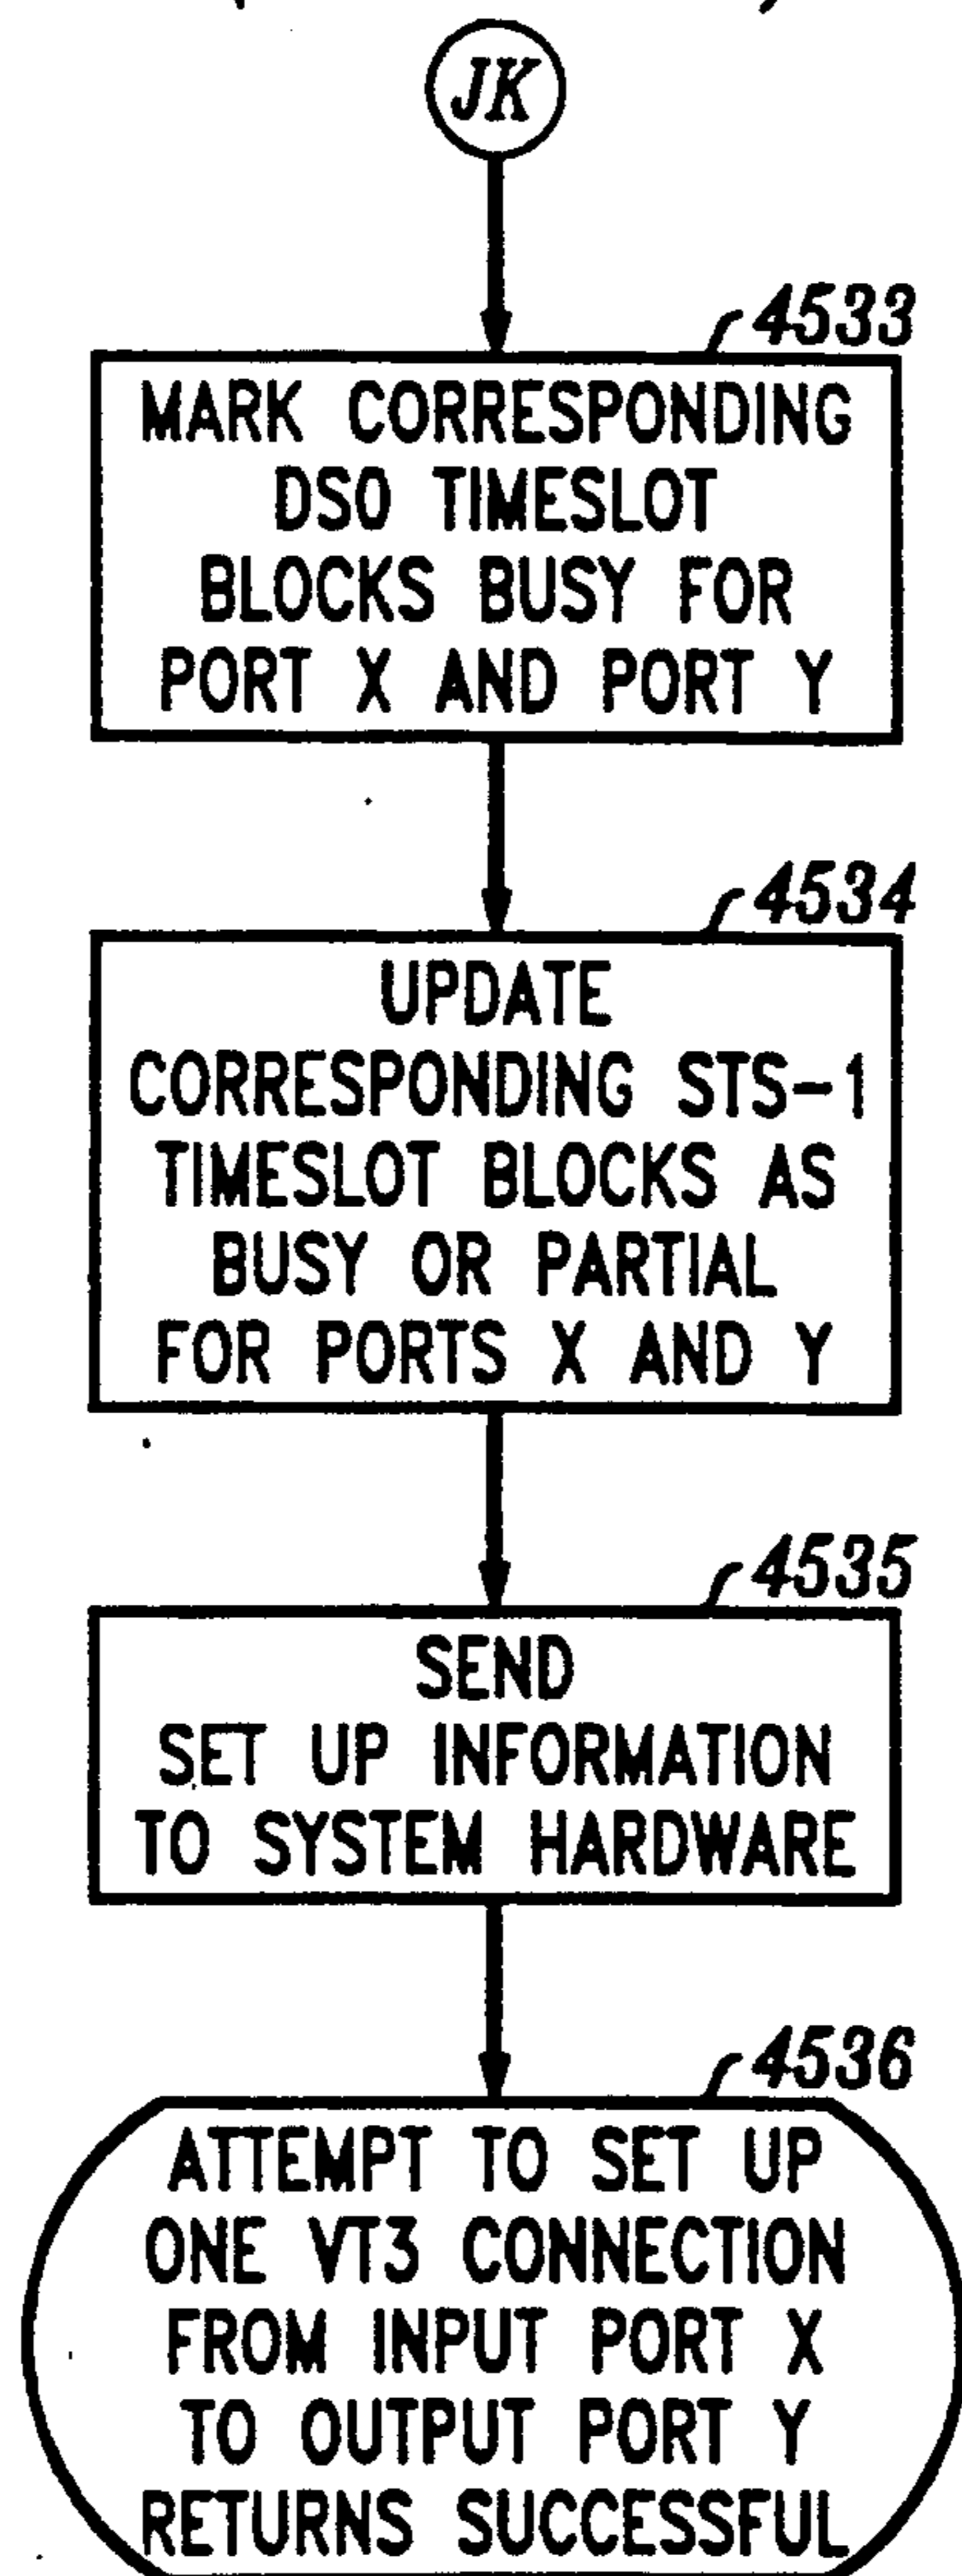 JK
4533
MARK CORRESPONDING
DS0 TIMESLOT
BLOCKS BUSY FOR
PORT X AND PORT Y
4534
UPDATE
CORRESPONDING STS-1
TIMESLOT BLOCKS AS
BUSY OR PARTIAL
FOR PORTS X AND Y
4535
SEND
SET UP INFORMATION
TO SYSTEM HARDWARE
4536
ATTEMPT TO SET UP
ONE VT3 CONNECTION
FROM INPUT PORT X
TO OUTPUT PORT Y
RETURNS SUCCESSFUL